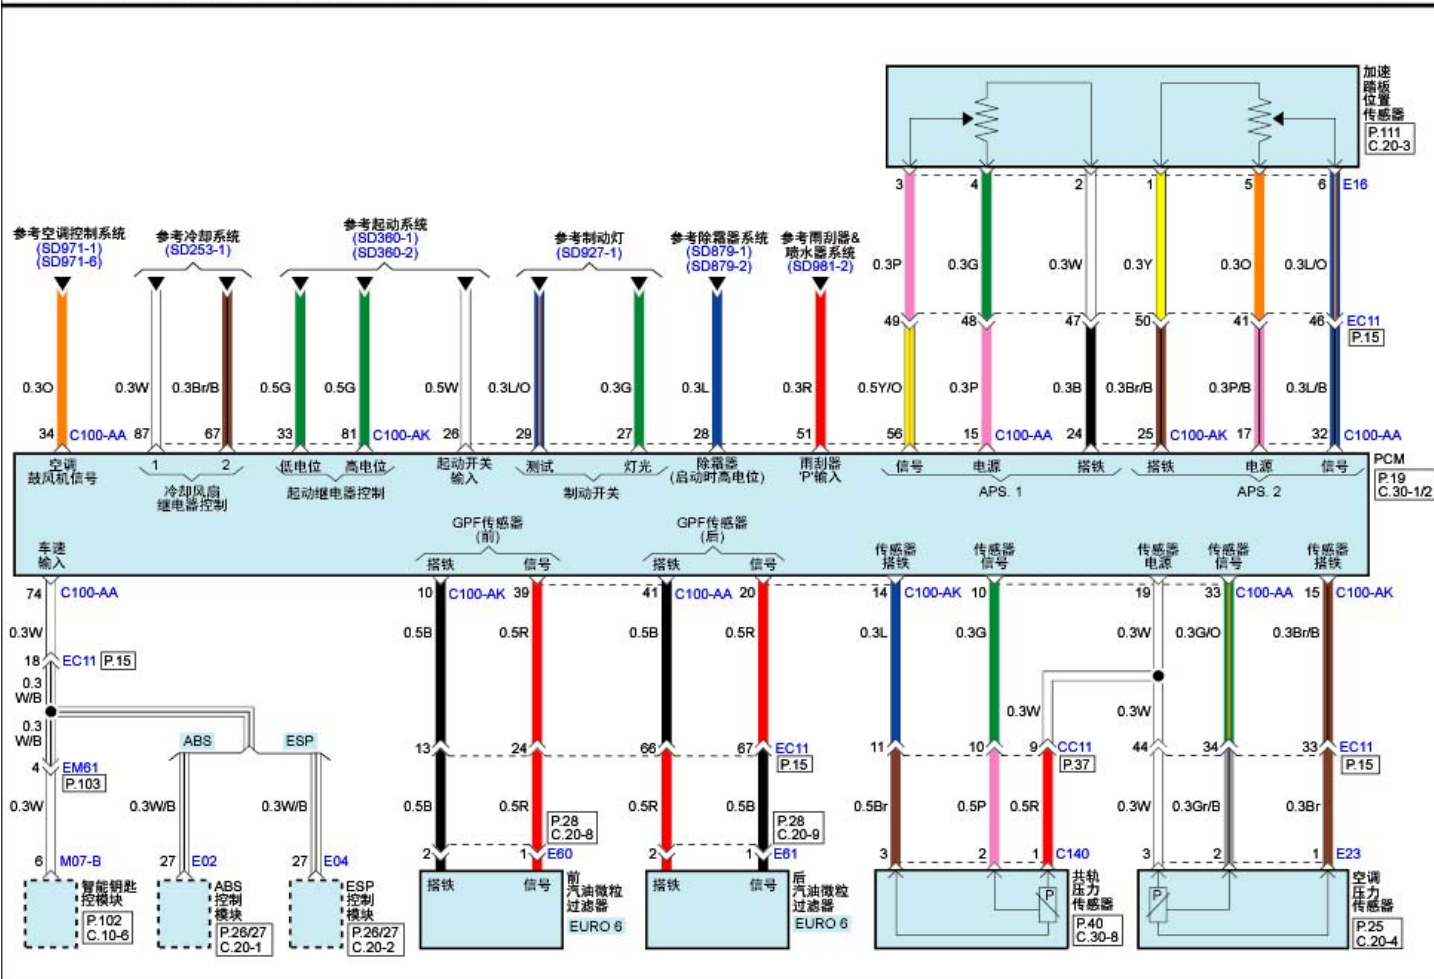 加速
踏板
位置
传感器
P.111
C.20-3
3 4 2 1 5 6 E16
参考空调控制系统
(SD971-1)
(SD971-6)
参考冷却系统
(SD253-1)
参考起动系统
(SD360-1)
(SD360-2)
参考制动灯
(SD927-1)
参考除霜器系统
(SD879-1)
(SD879-2)
参考雨刮器&
喷水器系统
(SD981-2)
0.3P 0.3G 0.3W 0.3Y 0.3O 0.3L/O
49 48 47 50 41 46 EC11
P.15
0.3O 0.3W 0.3Br/B 0.5G 0.5G 0.5W 0.3L/O 0.3G 0.3L 0.3R 0.5Y/O 0.3P 0.3B 0.3Br/B 0.3P/B 0.3L/B
34 C100-AA 87 67 33 81 C100-AK 26 29 27 28 51 56 15 C100-AA 24 25 C100-AK 17 32 C100-AA
PCM
P.19
C.30-1/2
空调
鼓风机信号
1 2
冷却风扇
继电器控制
低电位 高电位
起动继电器控制
起动开关
输入
测试 灯光
制动开关
除霜器
(启动时高电位)
雨刮器
'P'输入
信号 电源 搭铁
APS. 1
搭铁 电源 信号
APS. 2
车速
输入
GPF传感器
(前)
搭铁 信号
GPF传感器
(后)
搭铁 信号
传感器
搭铁
传感器
信号
传感器
电源
传感器
信号
传感器
搭铁
74 C100-AA 10 C100-AK 39 41 C100-AA 20 14 C100-AK 10 19 33 C100-AA 15 C100-AK
0.3W 0.5B 0.5R 0.5B 0.5R 0.3L 0.3G 0.3W 0.3G/O 0.3Br/B
18 EC11 P.15
0.3
W/B
0.3
W/B
0.3W 0.3W
ABS ESP
13 24 66 67 EC11 11 10 9 CC11 44 34 33 EC11
P.15 P.37 P.15
4 EM61
P.103
0.3W 0.3W/B 0.3W/B 0.5B 0.5R 0.5R 0.5B 0.5Br 0.5P 0.5R 0.3W 0.3Gr/B 0.3Br
P.28
C.20-8
P.28
C.20-9
6 M07-B 27 E02 27 E04 2 1 E60 2 1 E61 3 2 1 C140 3 2 1 E23
智能钥匙
控模块
P.102
C.10-6
ABS
控制
模块
P.26/27
C.20-1
ESP
控制
模块
P.26/27
C.20-2
搭铁 信号
前
汽油微粒
过滤器
EURO 6
搭铁 信号
后
汽油微粒
过滤器
EURO 6
P
共轨
压力
传感器
P.40
C.30-8
P
空调
压力
传感器
P.25
C.20-4